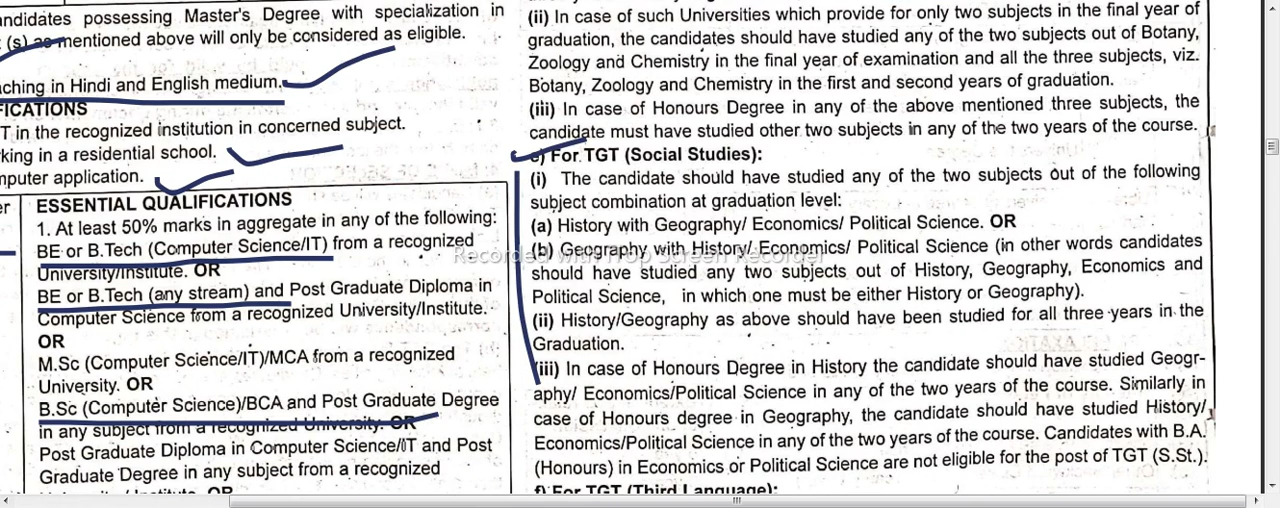 andidates possessing Master's Degree, with specialization in
(s) as mentioned above will only be considered as eligible.
ching in Hindi and English medium.
FICATIONS
T in the recognized institution in concerned subject.
king in a residential school.
mputer application.
er
ESSENTIAL QUALIFICATIONS
1. At least 50% marks in aggregate in any of the following:
BE or B.Tech (Computer Science/IT) from a recognized
University/Institute. OR
BE or B.Tech (any stream) and Post Graduate Diploma in
Computer Science from a recognized University/Institute.
OR
M.Sc (Computer Science/IT)/MCA from a recognized
University. OR
B.Sc (Computer Science)/BCA and Post Graduate Degree
in any subject from a recognized University. OR
Post Graduate Diploma in Computer Science/IT and Post
Graduate Degree in any subject from a recognized
OR
(ii) In case of such Universities which provide for only two subjects in the final year of
graduation, the candidates should have studied any of the two subjects out of Botany,
Zoology and Chemistry in the final year of examination and all the three subjects, viz.
Botany, Zoology and Chemistry in the first and second years of graduation.
(iii) In case of Honours Degree in any of the above mentioned three subjects, the
candidate must have studied other two subjects in any of the two years of the course.
e) For TGT (Social Studies):
(i) The candidate should have studied any of the two subjects out of the following
subject combination at graduation level:
(a) History with Geography/ Economics/ Political Science. OR
(b) Geography with History/ Economics/ Political Science (in other words candidates
should have studied any two subjects out of History, Geography, Economics and
Political Science, in which one must be either History or Geography).
(ii) History/Geography as above should have been studied for all three years in the
Graduation.
(iii) In case of Honours Degree in History the candidate should have studied Geogr-
aphy/ Economics/Political Science in any of the two years of the course. Similarly in
case of Honours degree in Geography, the candidate should have studied History/
Economics/Political Science in any of the two years of the course. Candidates with B.A.
(Honours) in Economics or Political Science are not eligible for the post of TGT (S.St.).
f) For TGT (Third Language):
Recorded with iTop Screen Recorder